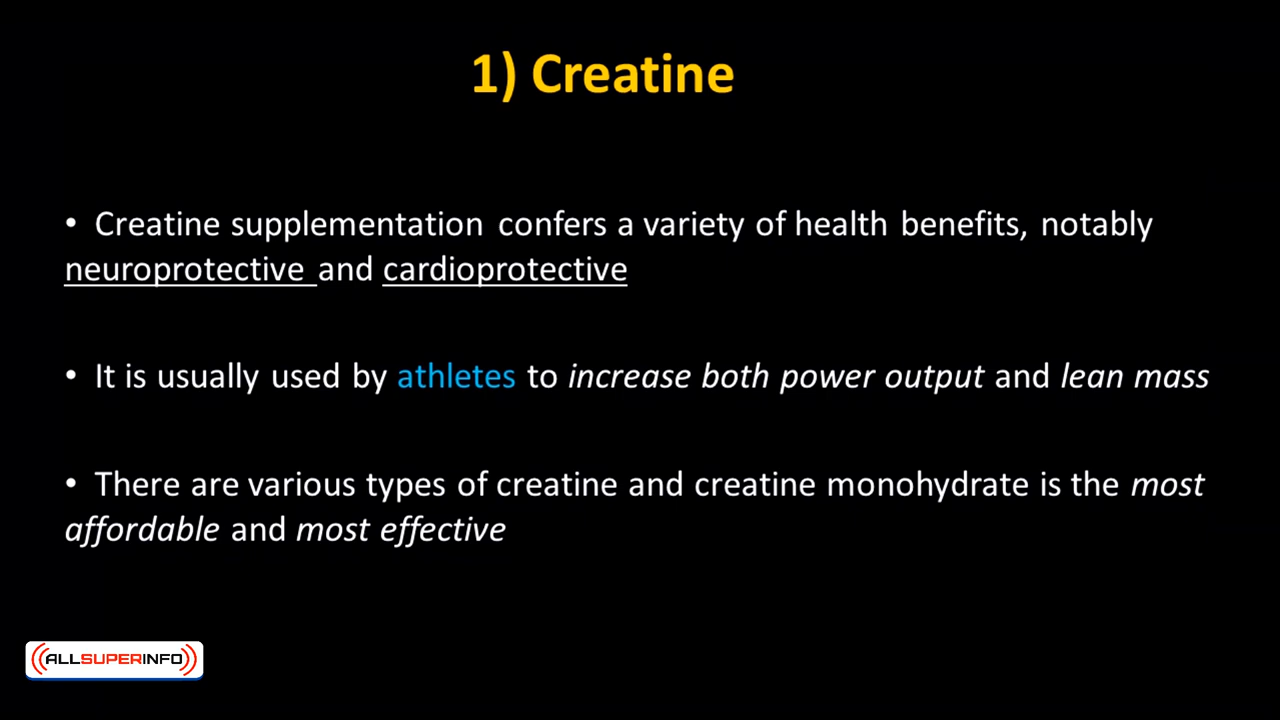 1) Creatine
• Creatine supplementation confers a variety of health benefits, notably
neuroprotective and cardioprotective
• It is usually used by athletes to increase both power output and lean mass
• There are various types of creatine and creatine monohydrate is the most
affordable and most effective
ALLSUPERINFO